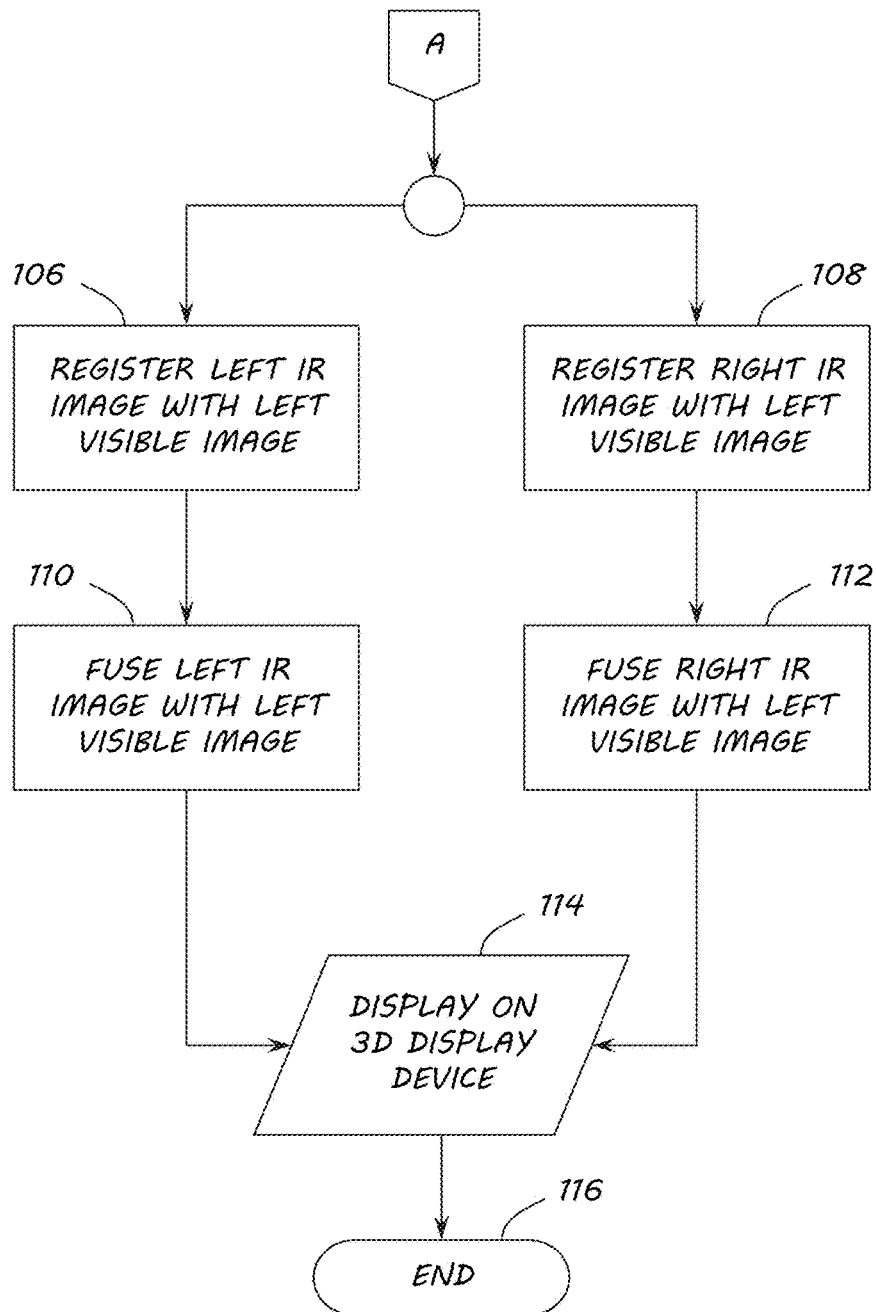 A
106
108
REGISTER LEFT IR
IMAGE WITH LEFT
VISIBLE IMAGE
REGISTER RIGHT IR
IMAGE WITH LEFT
VISIBLE IMAGE
110
112
FUSE LEFT IR
IMAGE WITH LEFT
VISIBLE IMAGE
FUSE RIGHT IR
IMAGE WITH LEFT
VISIBLE IMAGE
114
DISPLAY ON
3D DISPLAY
DEVICE
116
END